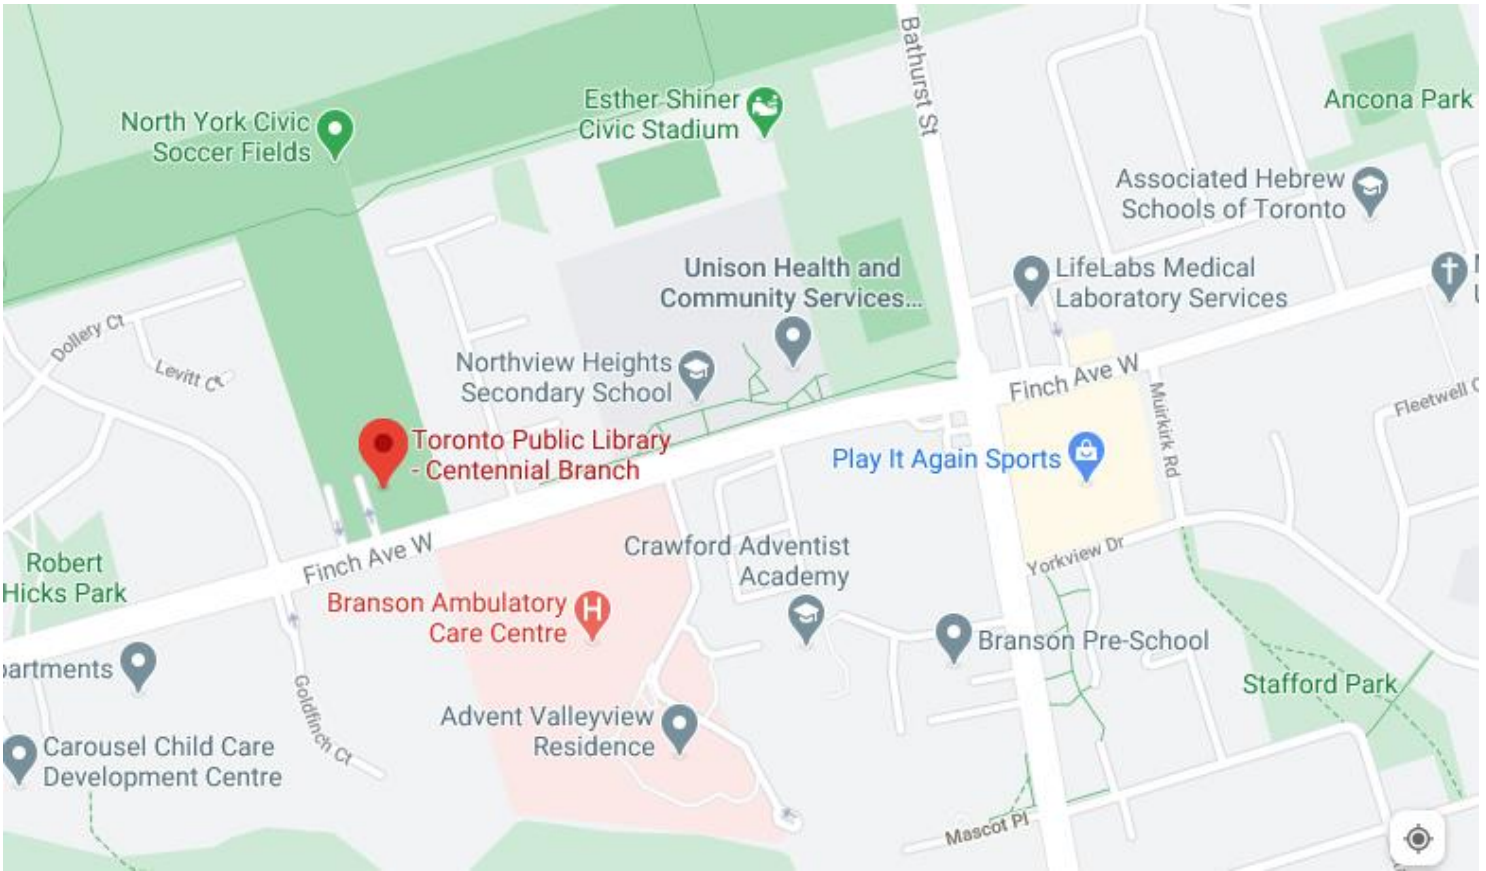 Bathurst St
Esther Shiner
Civic Stadium
Ancona Park
North York Civic
Soccer Fields
Associated Hebrew
Schools of Toronto
Unison Health and
Community Services...
LifeLabs Medical
Laboratory Services
Dollery Ct
Levitt Ct
Northview Heights
Secondary School
Finch Ave W
Muirkirk Rd
Fleetwell
Toronto Public Library
- Centennial Branch
Play It Again Sports
Finch Ave W
Crawford Adventist
Academy
Yorkview Dr
Robert
Hicks Park
Branson Ambulatory
Care Centre
H
Branson Pre-School
partments
Goldfinch Ct
Stafford Park
Advent Valleyview
Residence
Carousel Child Care
Development Centre
Mascot Pl